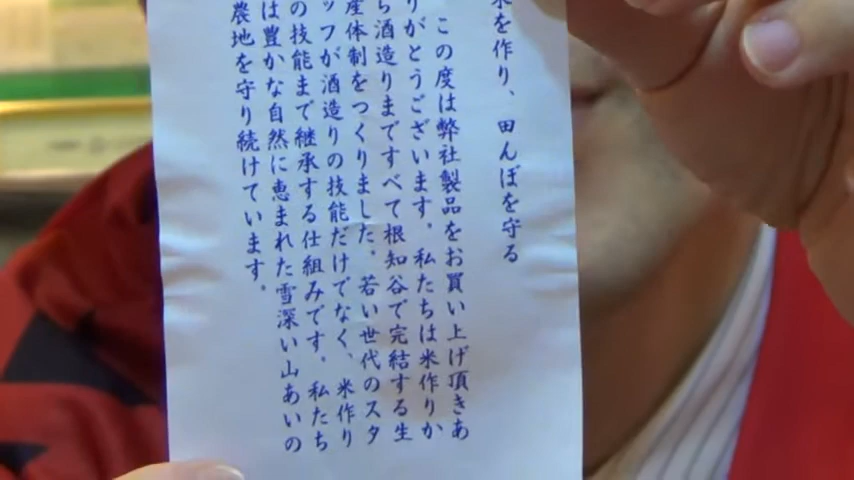 米を作り、田んぼを守る
この度は弊社製品をお買い上げ頂きあ
りがとうございます。私たちは米作りか
ら酒造りまですべて根知谷で完結する生
産体制をつくりました。若い世代のスタ
ッフが酒造りの技能だけでなく、米作り
の技能まで継承する仕組みです。私たち
は豊かな自然に恵まれた雪深い山あいの
農地を守り続けています。